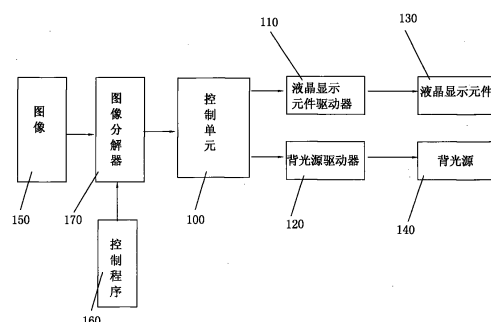 110
130
液晶显示
元件驱动器
液晶显示元件
图像
图像分解器
控制单元
背光源驱动器
背光源
150
170
100
120
140
控制程序
160